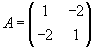 A = ( 1 -2
-2 1 )